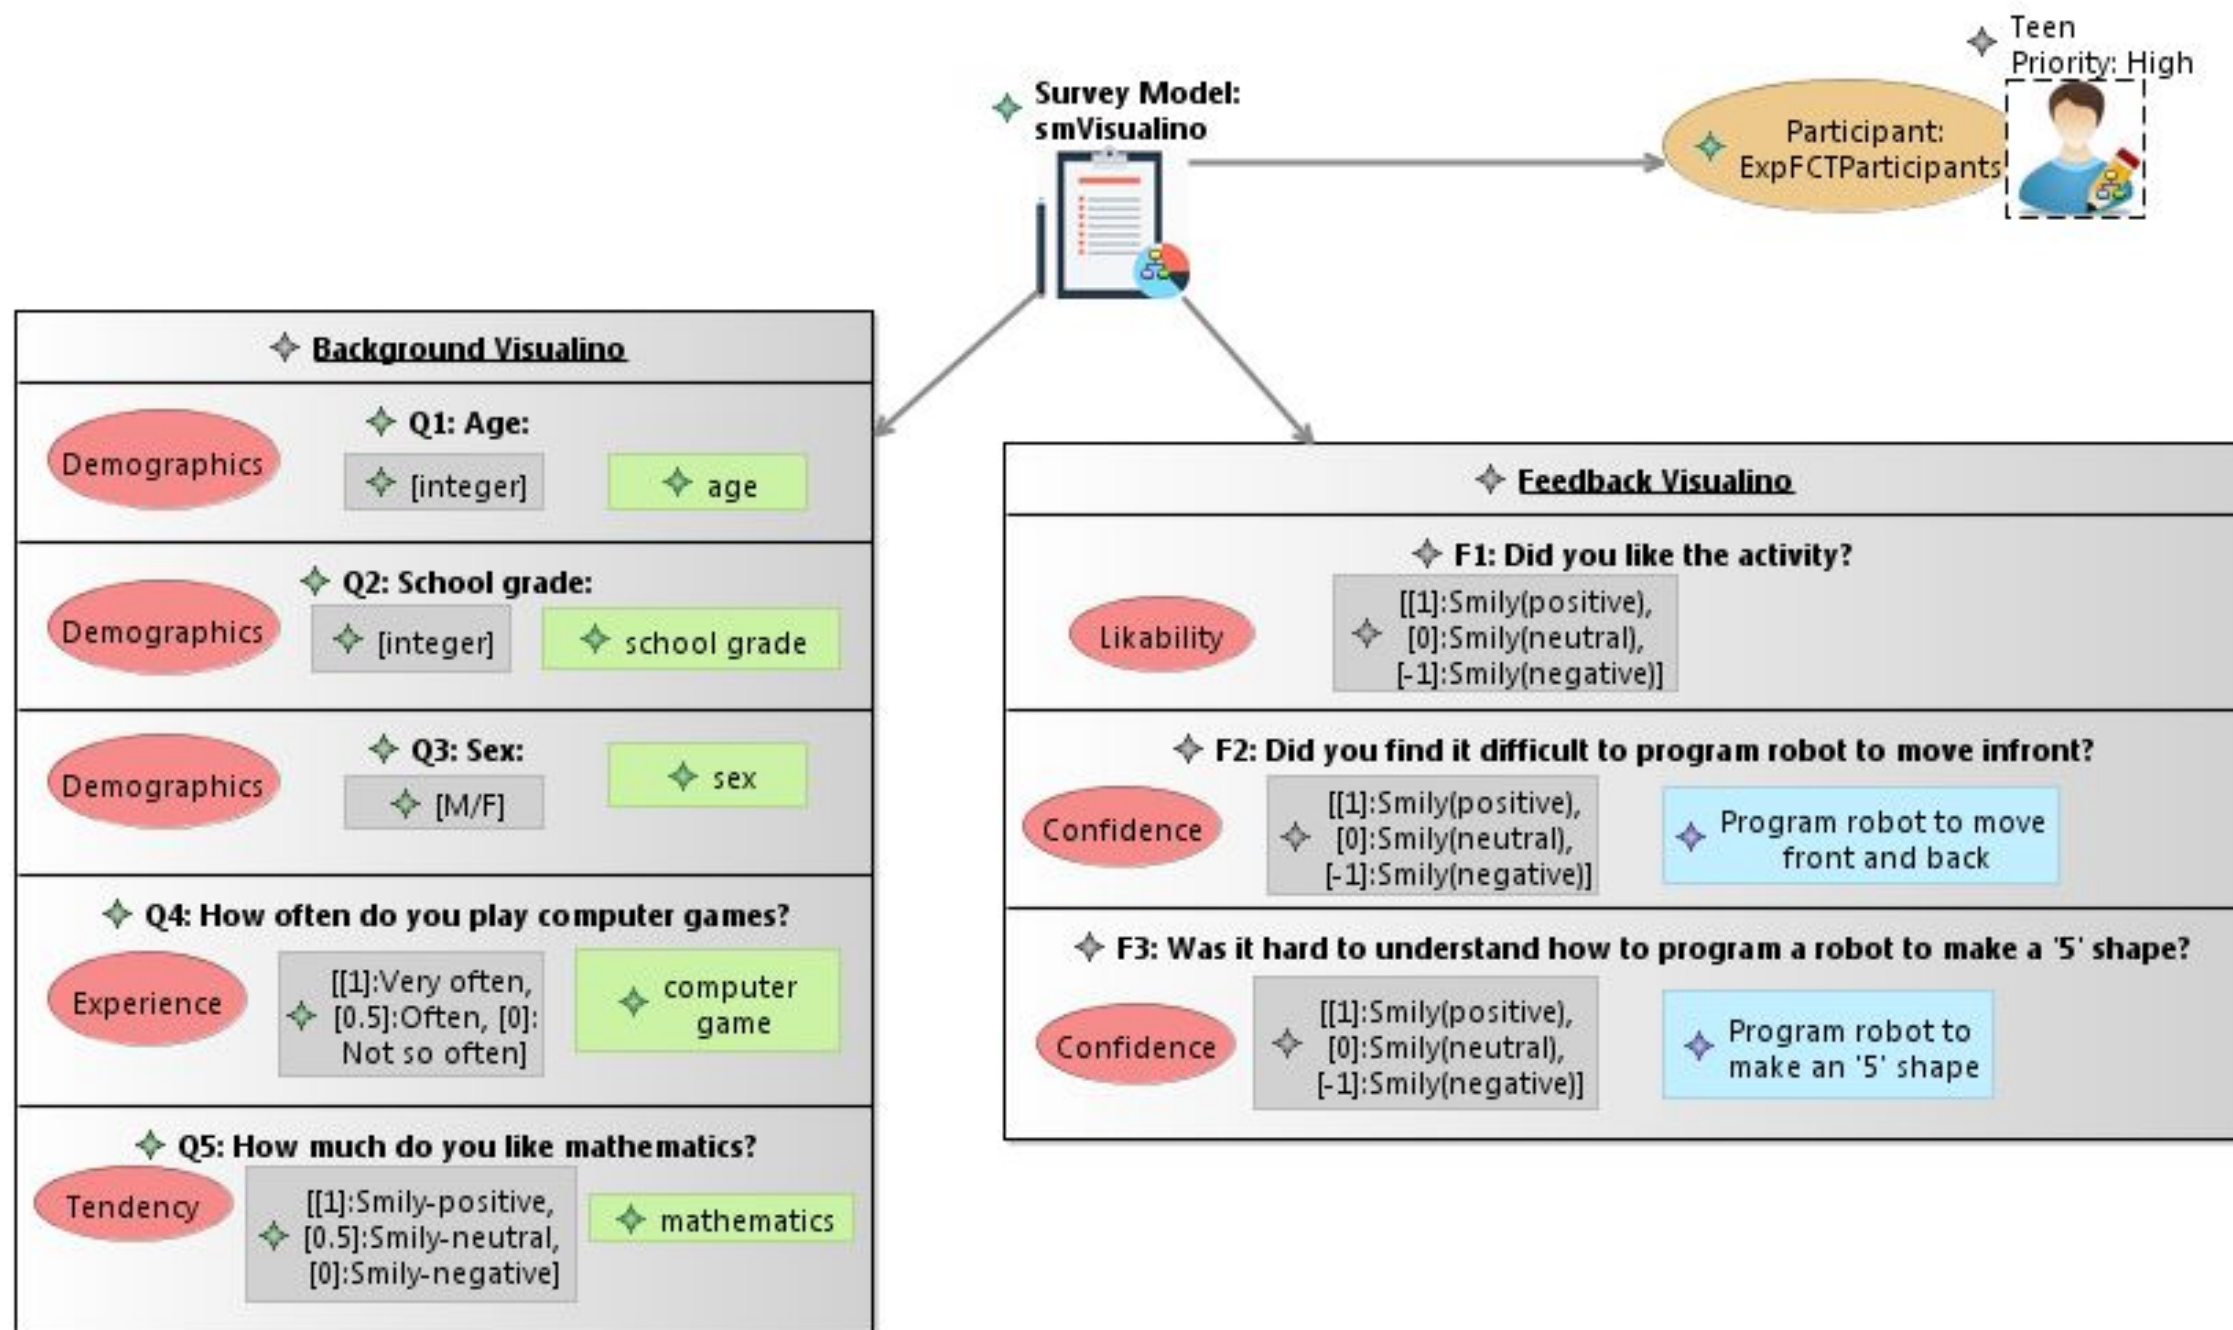 Teen
Priority: High
Survey Model:
smVisualino
Participant:
ExpFCTParticipants
Background Visualino
Demographics
Q1: Age:
[integer]
age
Demographics
Q2: School grade:
[integer]
school grade
Demographics
Q3: Sex:
[M/F]
sex
Q4: How often do you play computer games?
Experience
[[1]:Very often,
[0.5]:Often, [0]:
Not so often]
computer
game
Q5: How much do you like mathematics?
Tendency
[[1]:Smily-positive,
[0.5]:Smily-neutral,
[0]:Smily-negative]
mathematics
Feedback Visualino
F1: Did you like the activity?
Likability
[[1]:Smily(positive),
[0]:Smily(neutral),
[-1]:Smily(negative)]
F2: Did you find it difficult to program robot to move infront?
Confidence
[[1]:Smily(positive),
[0]:Smily(neutral),
[-1]:Smily(negative)]
Program robot to move
front and back
F3: Was it hard to understand how to program a robot to make a '5' shape?
Confidence
[[1]:Smily(positive),
[0]:Smily(neutral),
[-1]:Smily(negative)]
Program robot to
make an '5' shape